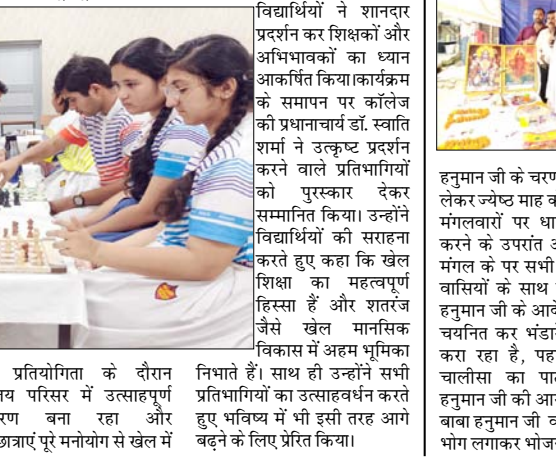 प्रतियोगिता के दौरान
परिसर में उत्साहपूर्ण
बना रहा और
पूरे मनोयोग से खेल में
विद्यार्थियों ने शानदार
प्रदर्शन कर शिक्षकों और
अभिभावकों का ध्यान
आकर्षित किया।कार्यक्रम
के समापन पर कॉलेज
की प्रधानाचार्य डॉ. स्वाति
शर्मा ने उत्कृष्ट प्रदर्शन
करने वाले प्रतिभागियों
को पुरस्कार देकर
सम्मानित किया। उन्होंने
विद्यार्थियों की सराहना
करते हुए कहा कि खेल
शिक्षा का महत्वपूर्ण
हिस्सा हैं और शतरंज
जैसे खेल मानसिक
विकास में अहम भूमिका
निभाते हैं। साथ ही उन्होंने सभी
प्रतिभागियों का उत्साहवर्धन करते
हुए भविष्य में भी इसी तरह आगे
बढ़ने के लिए प्रेरित किया।
हनुमान जी के चरण
लेकर ज्येष्ठ माह
मंगलवारों पर
करने के उपरांत
मंगल के पर सभी
वासियों के साथ
हनुमान जी के
चयनित कर
करा रहा है,
चालीसा का
हनुमान जी की
बाबा हनुमान जी
भोग लगाकर